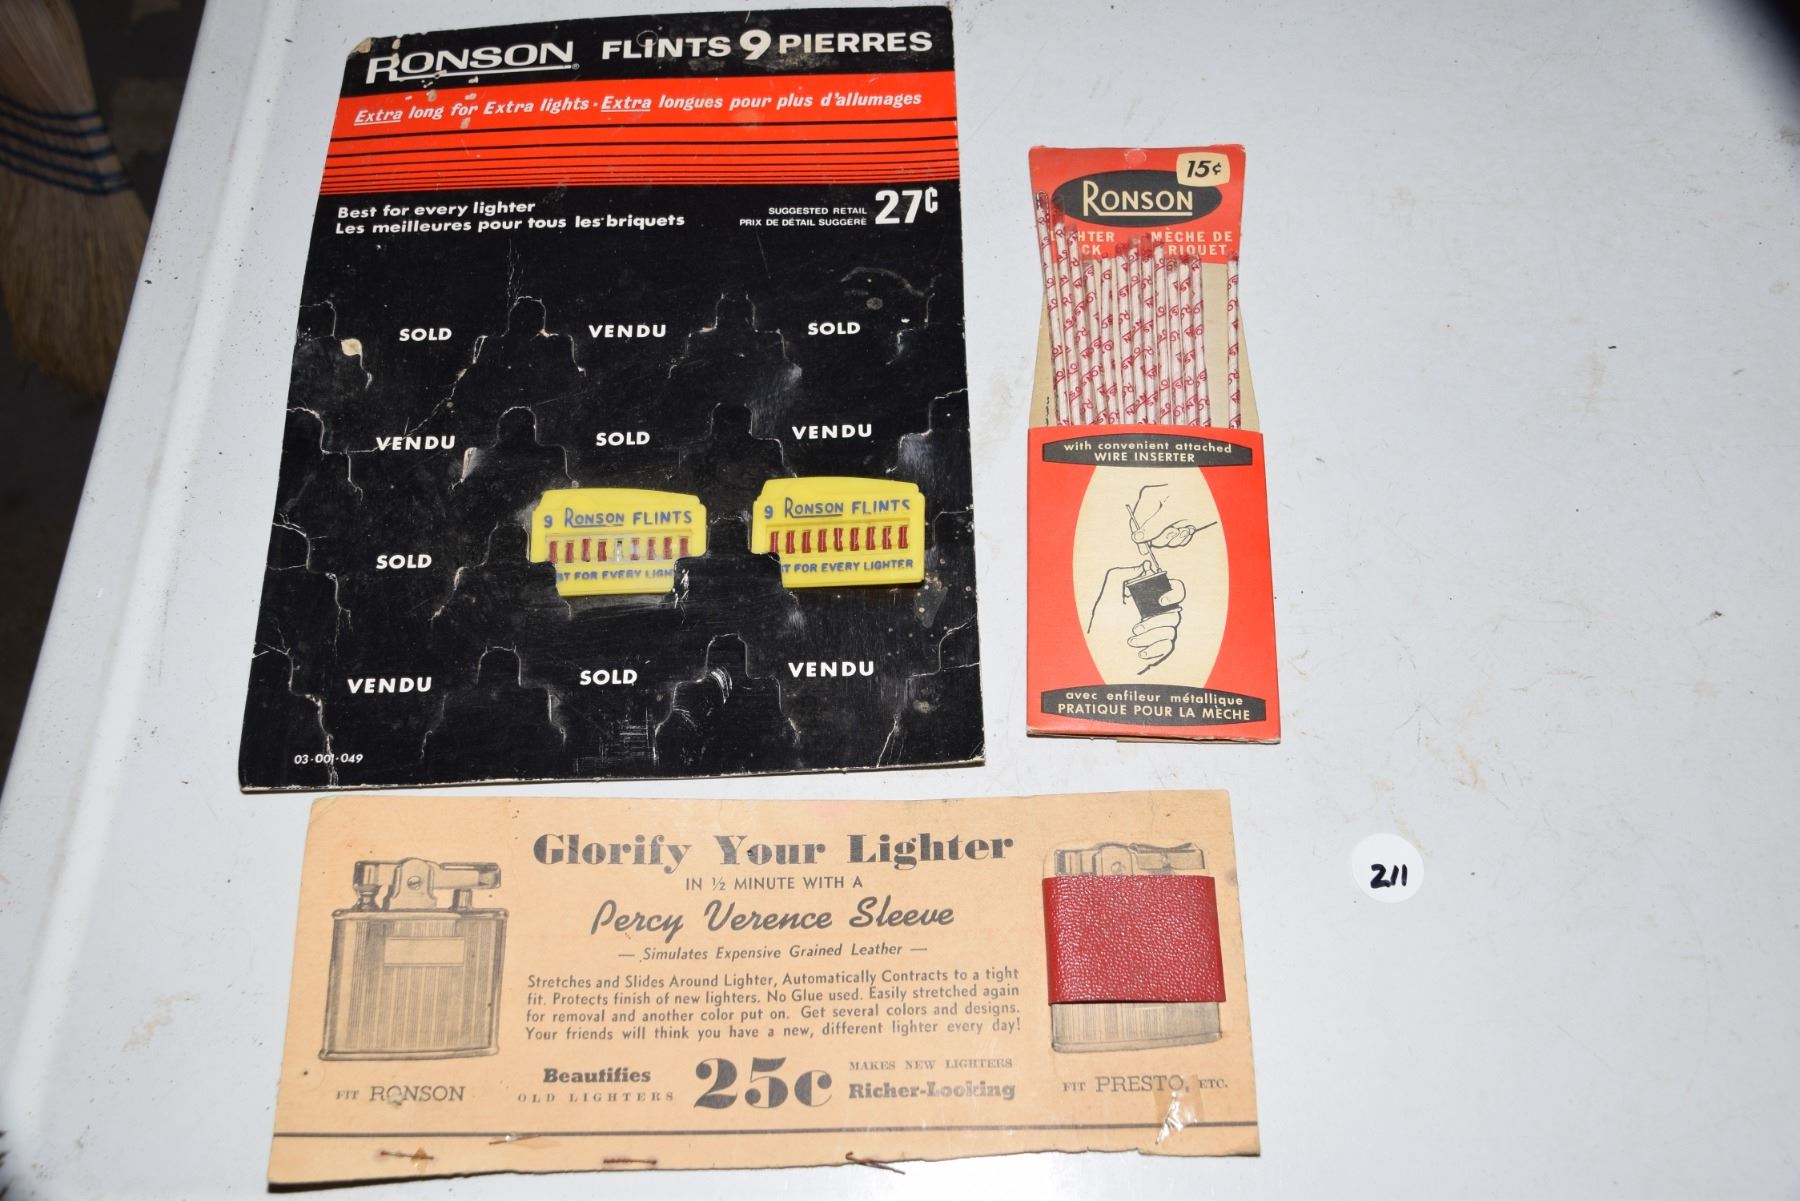 RONSON® FLINTS 9 PIERRES
Extra long for Extra lights · Extra longues pour plus d'allumages
Best for every lighter
Les meilleures pour tous les briquets
SUGGESTED RETAIL
PRIX DE DÉTAIL SUGGÉRÉ
27¢
SOLD VENDU SOLD
VENDU SOLD VENDU
9 RONSON FLINTS
FOR EVERY
9 RONSON FLINTS
FOR EVERY LIGHTER
SOLD
VENDU SOLD VENDU
03-001-049
15¢
RONSON
MÈCHE DE
with convenient attached
WIRE INSERTER
avec enfileur métallique
PRATIQUE POUR LA MÈCHE
Glorify Your Lighter
IN ½ MINUTE WITH A
Percy Verence Sleeve
— Simulates Expensive Grained Leather —
Stretches and Slides Around Lighter, Automatically Contracts to a tight
fit. Protects finish of new lighters. No Glue used. Easily stretched again
for removal and another color put on. Get several colors and designs.
Your friends will think you have a new, different lighter every day!
Beautifies
OLD LIGHTERS
25c
MAKES NEW LIGHTERS
Richer-Looking
FIT RONSON
FIT PRESTO, ETC.
211